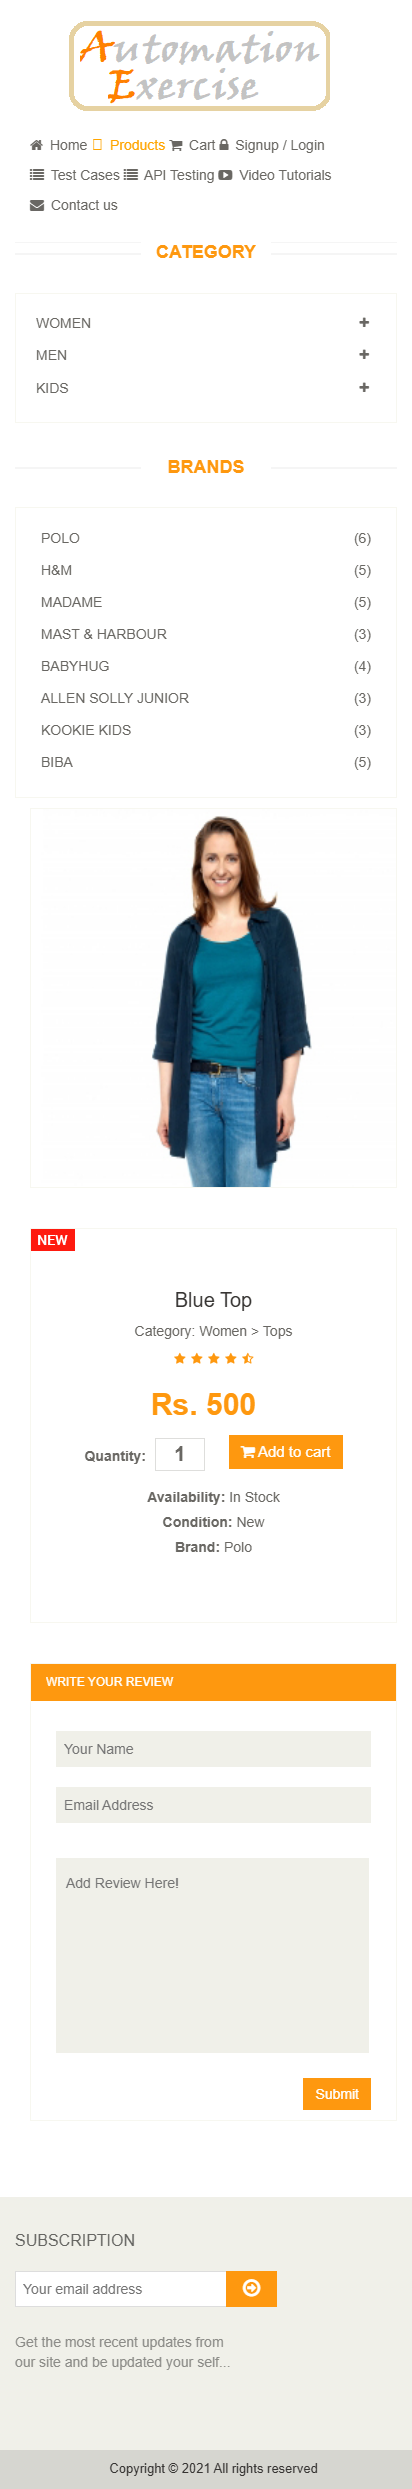 Automation
Exercise
Home Products Cart Signup / Login
Test Cases API Testing Video Tutorials
Contact us
CATEGORY
WOMEN
MEN
KIDS
BRANDS
POLO (6)
H&M (5)
MADAME (5)
MAST & HARBOUR (3)
BABYHUG (4)
ALLEN SOLLY JUNIOR (3)
KOOKIE KIDS (3)
BIBA (5)
NEW
Blue Top
Category: Women > Tops
Rs. 500
Quantity: 1 Add to cart
Availability: In Stock
Condition: New
Brand: Polo
WRITE YOUR REVIEW
Your Name
Email Address
Add Review Here!
Submit
SUBSCRIPTION
Your email address
Get the most recent updates from
our site and be updated your self...
Copyright © 2021 All rights reserved